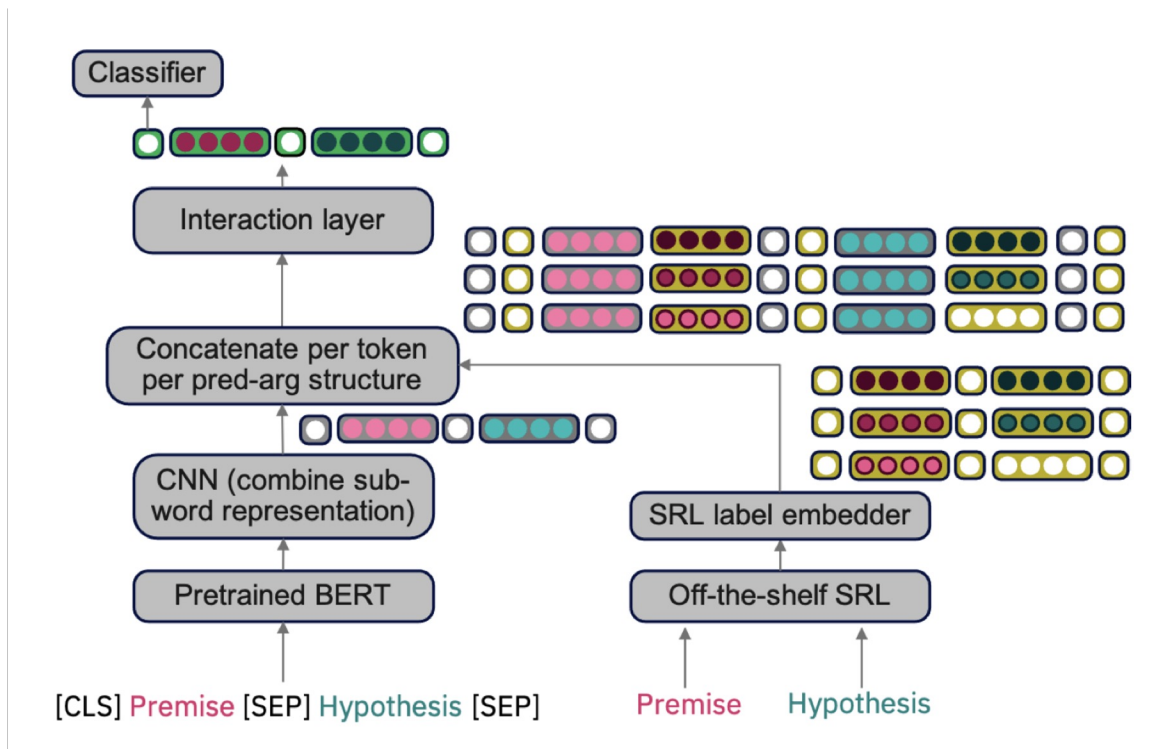 Classifier
Interaction layer
Concatenate per token
per pred-arg structure
CNN (combine sub-
word representation)
SRL label embedder
Pretrained BERT
Off-the-shelf SRL
[CLS] Premise [SEP] Hypothesis [SEP]
Premise
Hypothesis